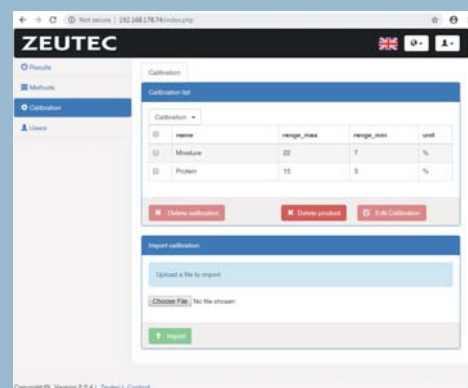 Not secure | 192.168.178.74/index.php
ZEUTEC
Results
Methods
Calibration
Users
Calibration
Calibration list
Calibration
name range_max range_min unit
Moisture 22 7 %
Protein 15 %
Delete calibration Delete product Edit Calibration
Import calibration
Upload a file to import
Choose File No file chosen
Import
Zeutec | Contact